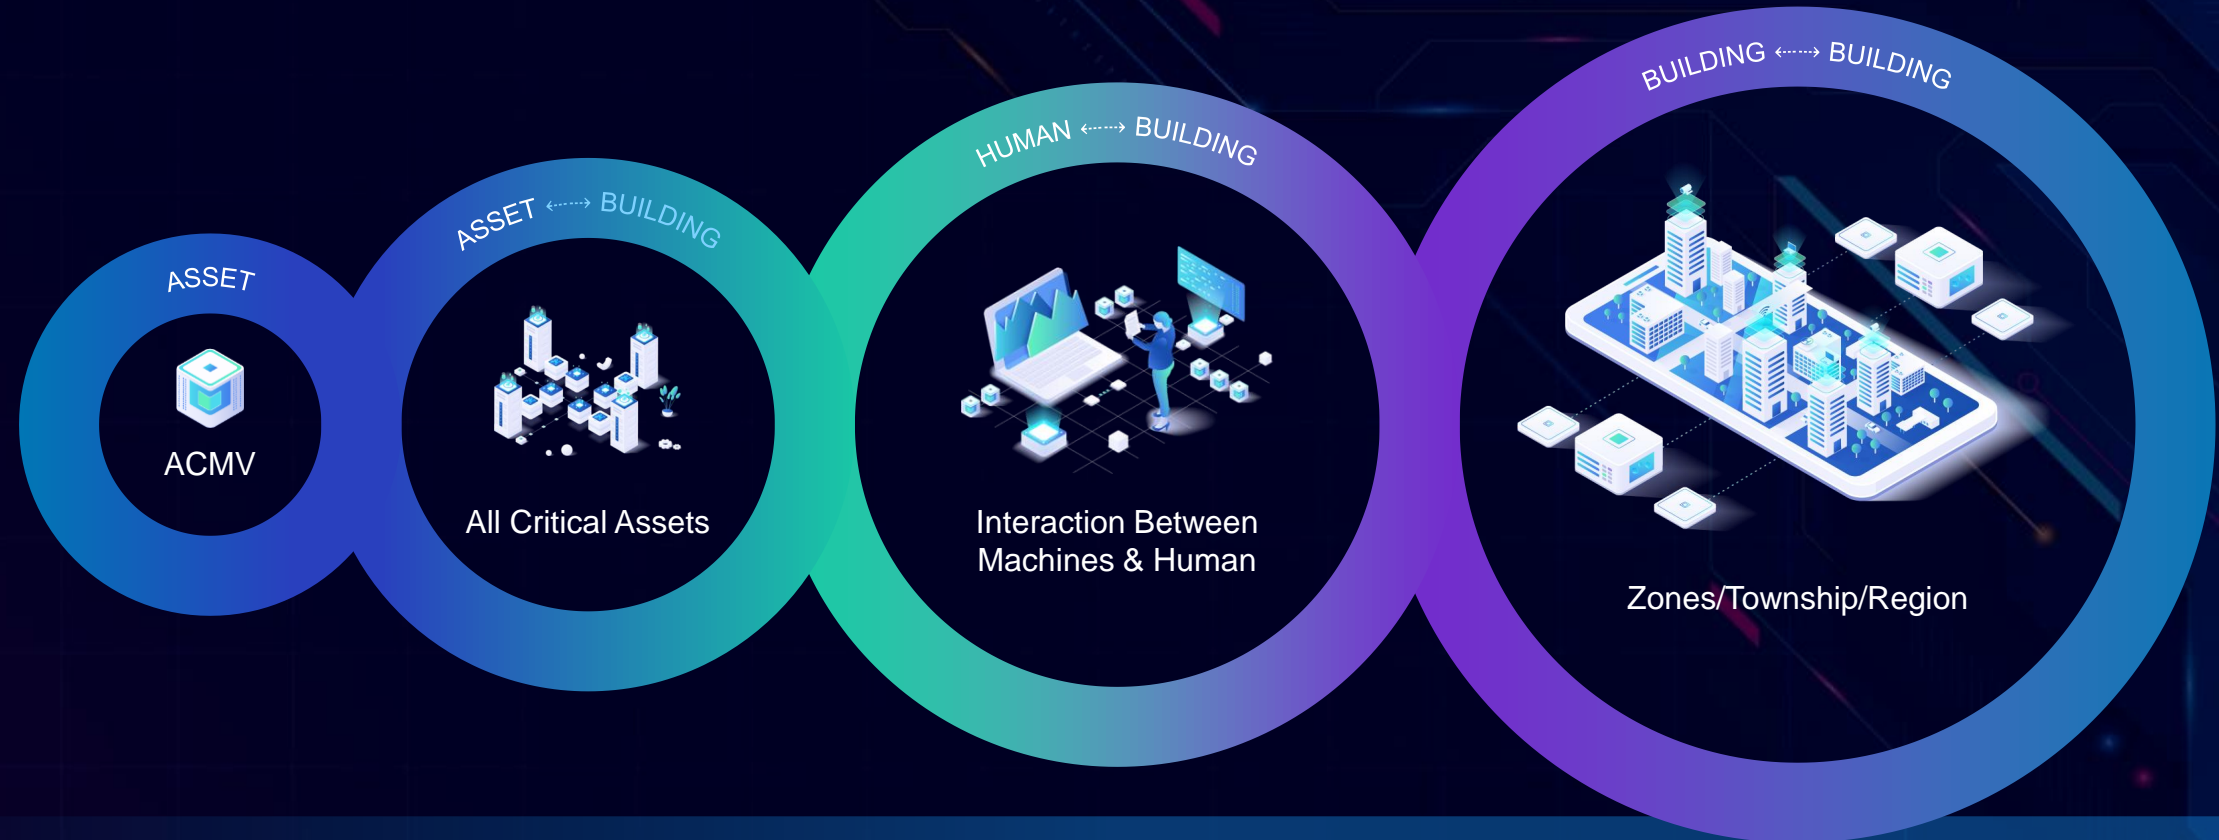 ASSET
ACMV
ASSET <----> BUILDING
All Critical Assets
HUMAN <----> BUILDING
Interaction Between
Machines & Human
BUILDING <----> BUILDING
Zones/Township/Region